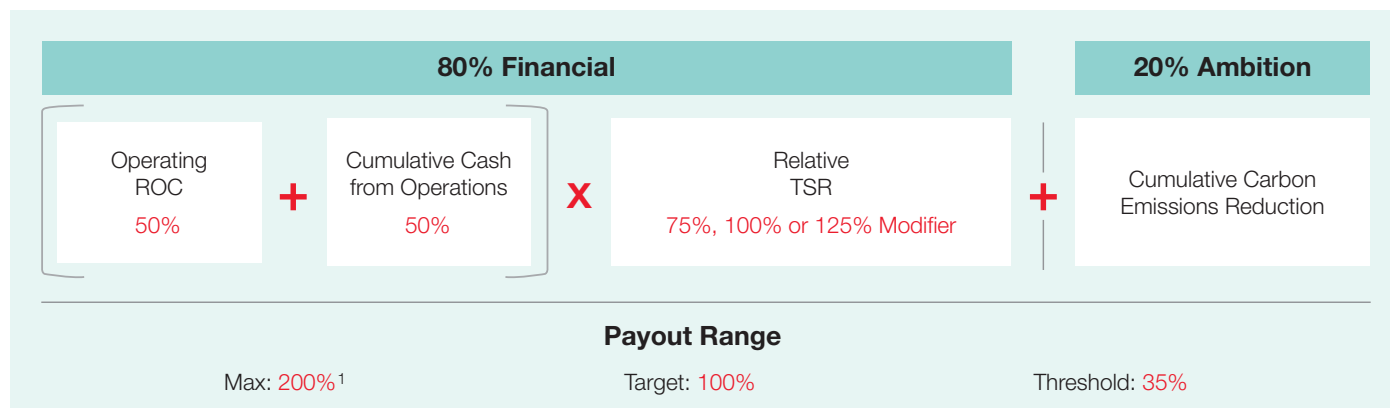 80% Financial
20% Ambition
Operating
ROC
50%
+
Cumulative Cash
from Operations
50%
X
Relative
TSR
75%, 100% or 125% Modifier
+
Cumulative Carbon
Emissions Reduction
Payout Range
Max: 200%¹
Target: 100%
Threshold: 35%